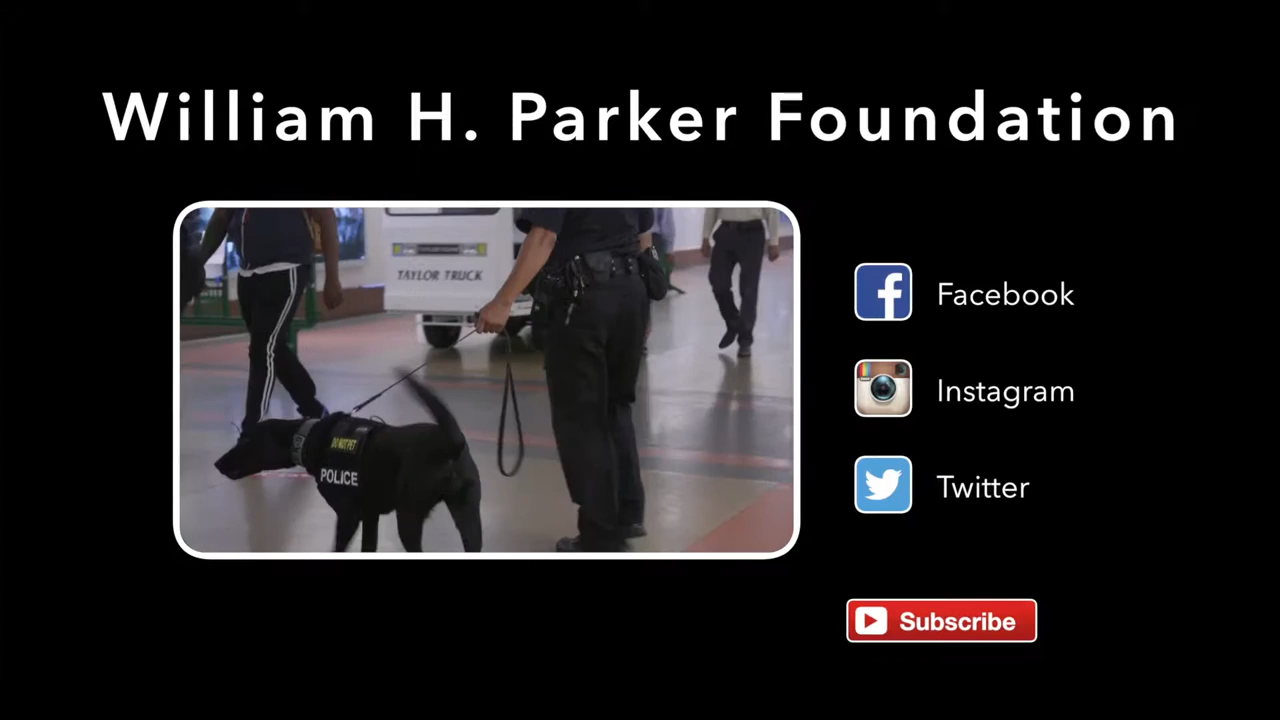 William H. Parker Foundation
TAYLOR TRUCK
DO NOT PET
POLICE
Facebook
Instagram
Twitter
Subscribe